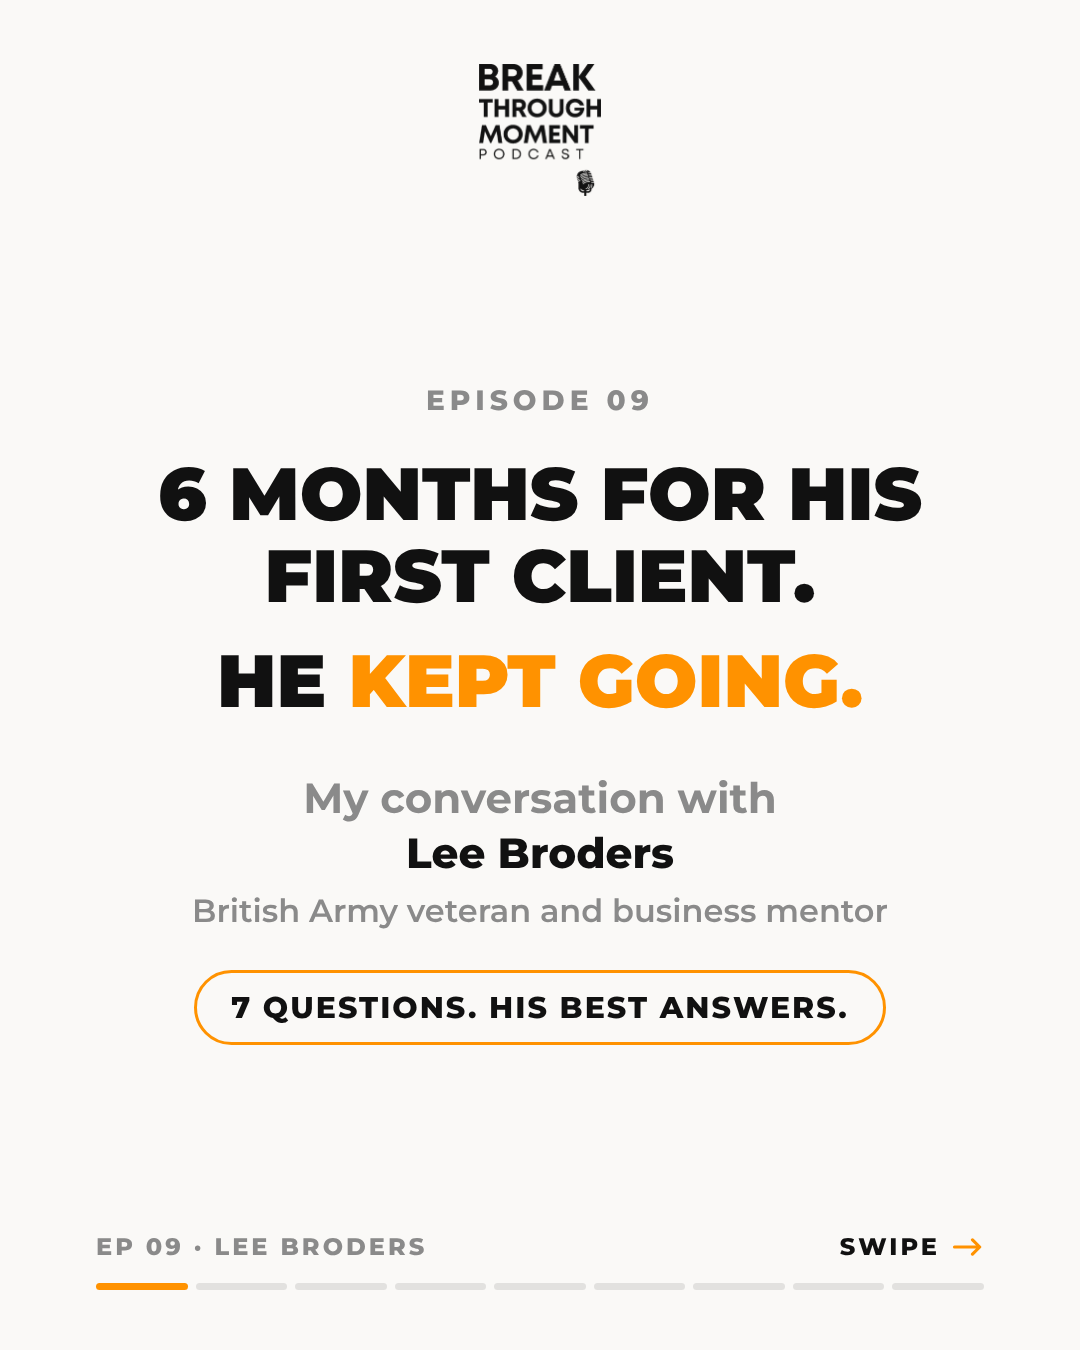 BREAK
THROUGH
MOMENT
PODCAST
EPISODE 09
6 MONTHS FOR HIS
FIRST CLIENT.
HE KEPT GOING.
My conversation with
Lee Broders
British Army veteran and business mentor
7 QUESTIONS. HIS BEST ANSWERS.
EP 09 · LEE BRODERS
SWIPE →